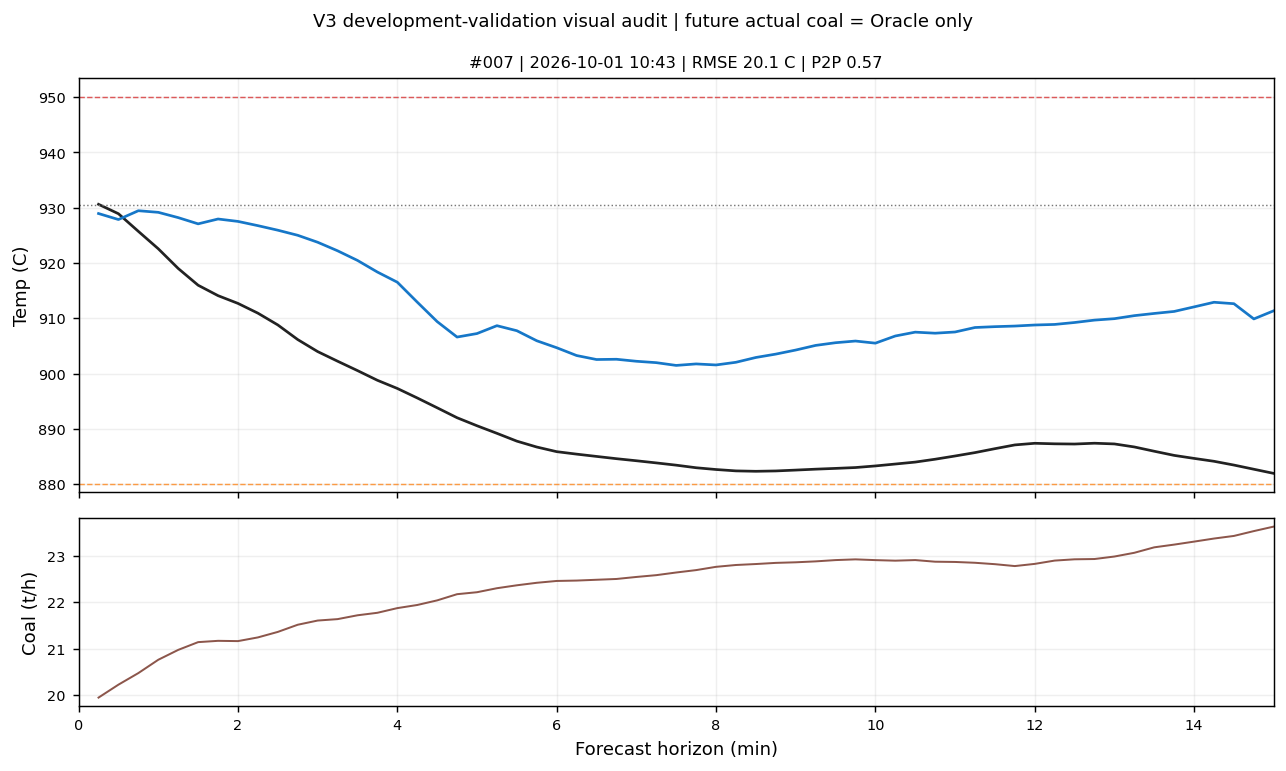 V3 development-validation visual audit | future actual coal = Oracle only
#007 | 2026-10-01 10:43 | RMSE 20.1 C | P2P 0.57
Temp (C)
950
940
930
920
910
900
890
880
Coal (t/h)
23
22
21
20
0 2 4 6 8 10 12 14
Forecast horizon (min)